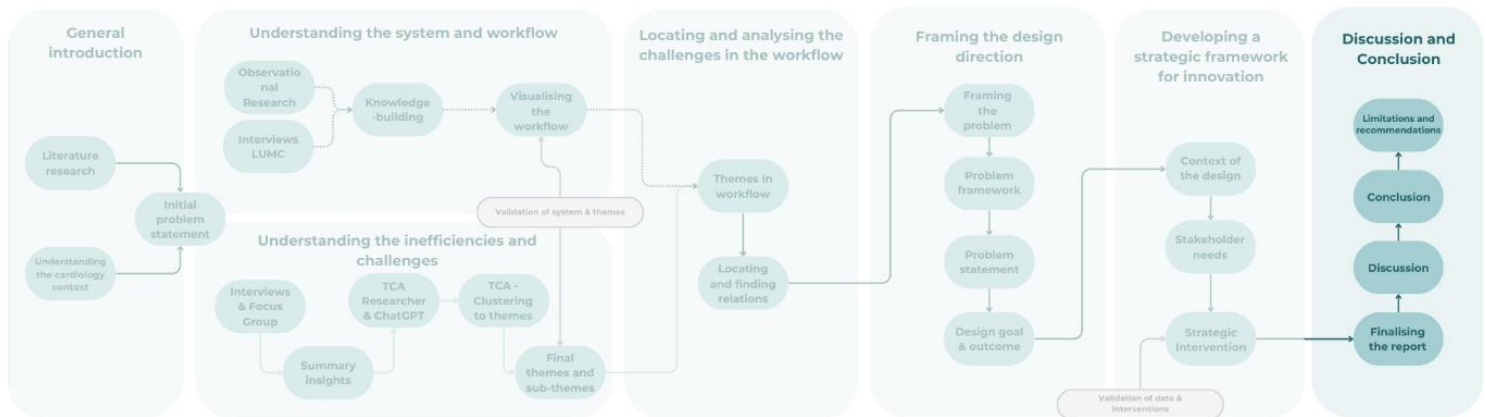 General
introduction
Literature
research
Understanding
the cardiology
context
Initial
problem
statement
Understanding the system and workflow
Observatio
nal
Research
Interviews
LUMC
Knowledge
-building
Visualising
the
workflow
Validation of system & themes
Understanding the inefficiencies and
challenges
Interviews
& Focus
Group
Summary
insights
TCA
Researcher
& ChatGPT
TCA -
Clustering
to themes
Final
themes and
sub-themes
Locating and analysing the
challenges in the workflow
Themes in
workflow
Locating
and finding
relations
Framing the design
direction
Framing
the
problem
Problem
framework
Problem
statement
Design goal
& outcome
Developing a
strategic framework
for innovation
Context of
the design
Stakeholder
needs
Strategic
Intervention
Validation of data &
interventions
Discussion and
Conclusion
Limitations and
recommendations
Conclusion
Discussion
Finalising
the report